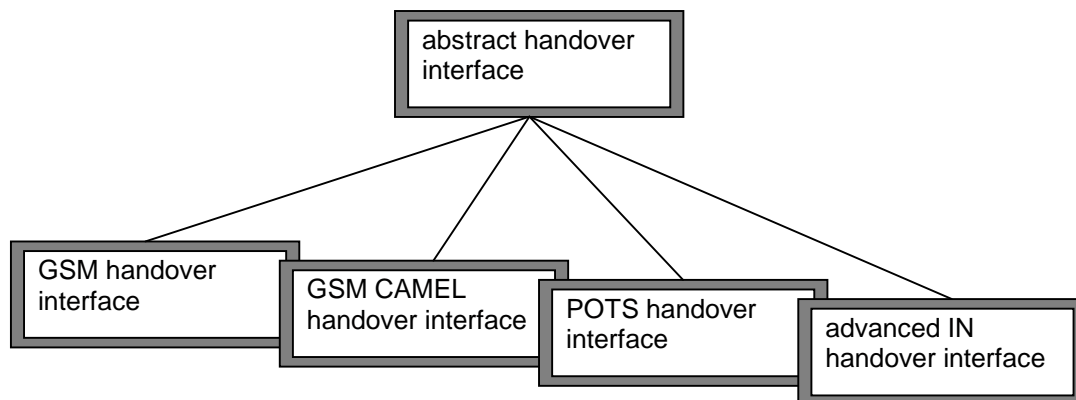 abstract handover
interface
GSM handover
interface
GSM CAMEL
handover interface
POTS handover
interface
advanced IN
handover interface